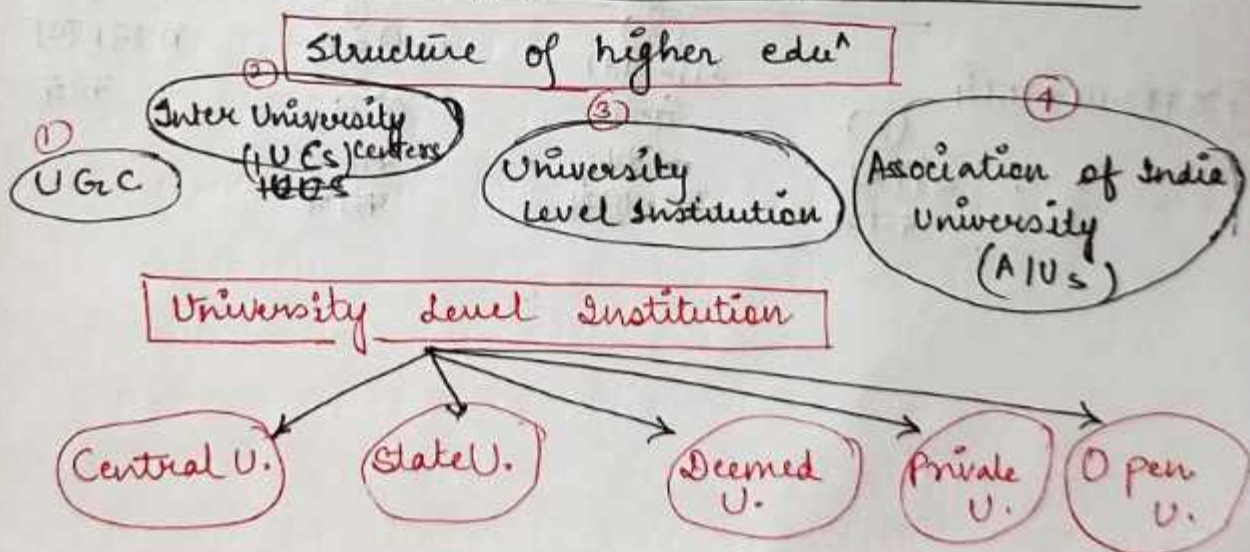 Structure of higher edu^
①
UGC
②
Inter University
(IUCs) Centers
③
University
Level Institution
④
Association of India
University
(AIUs)
University Level Institution
Central U.
State U.
Deemed
U.
Private
U.
Open
U.